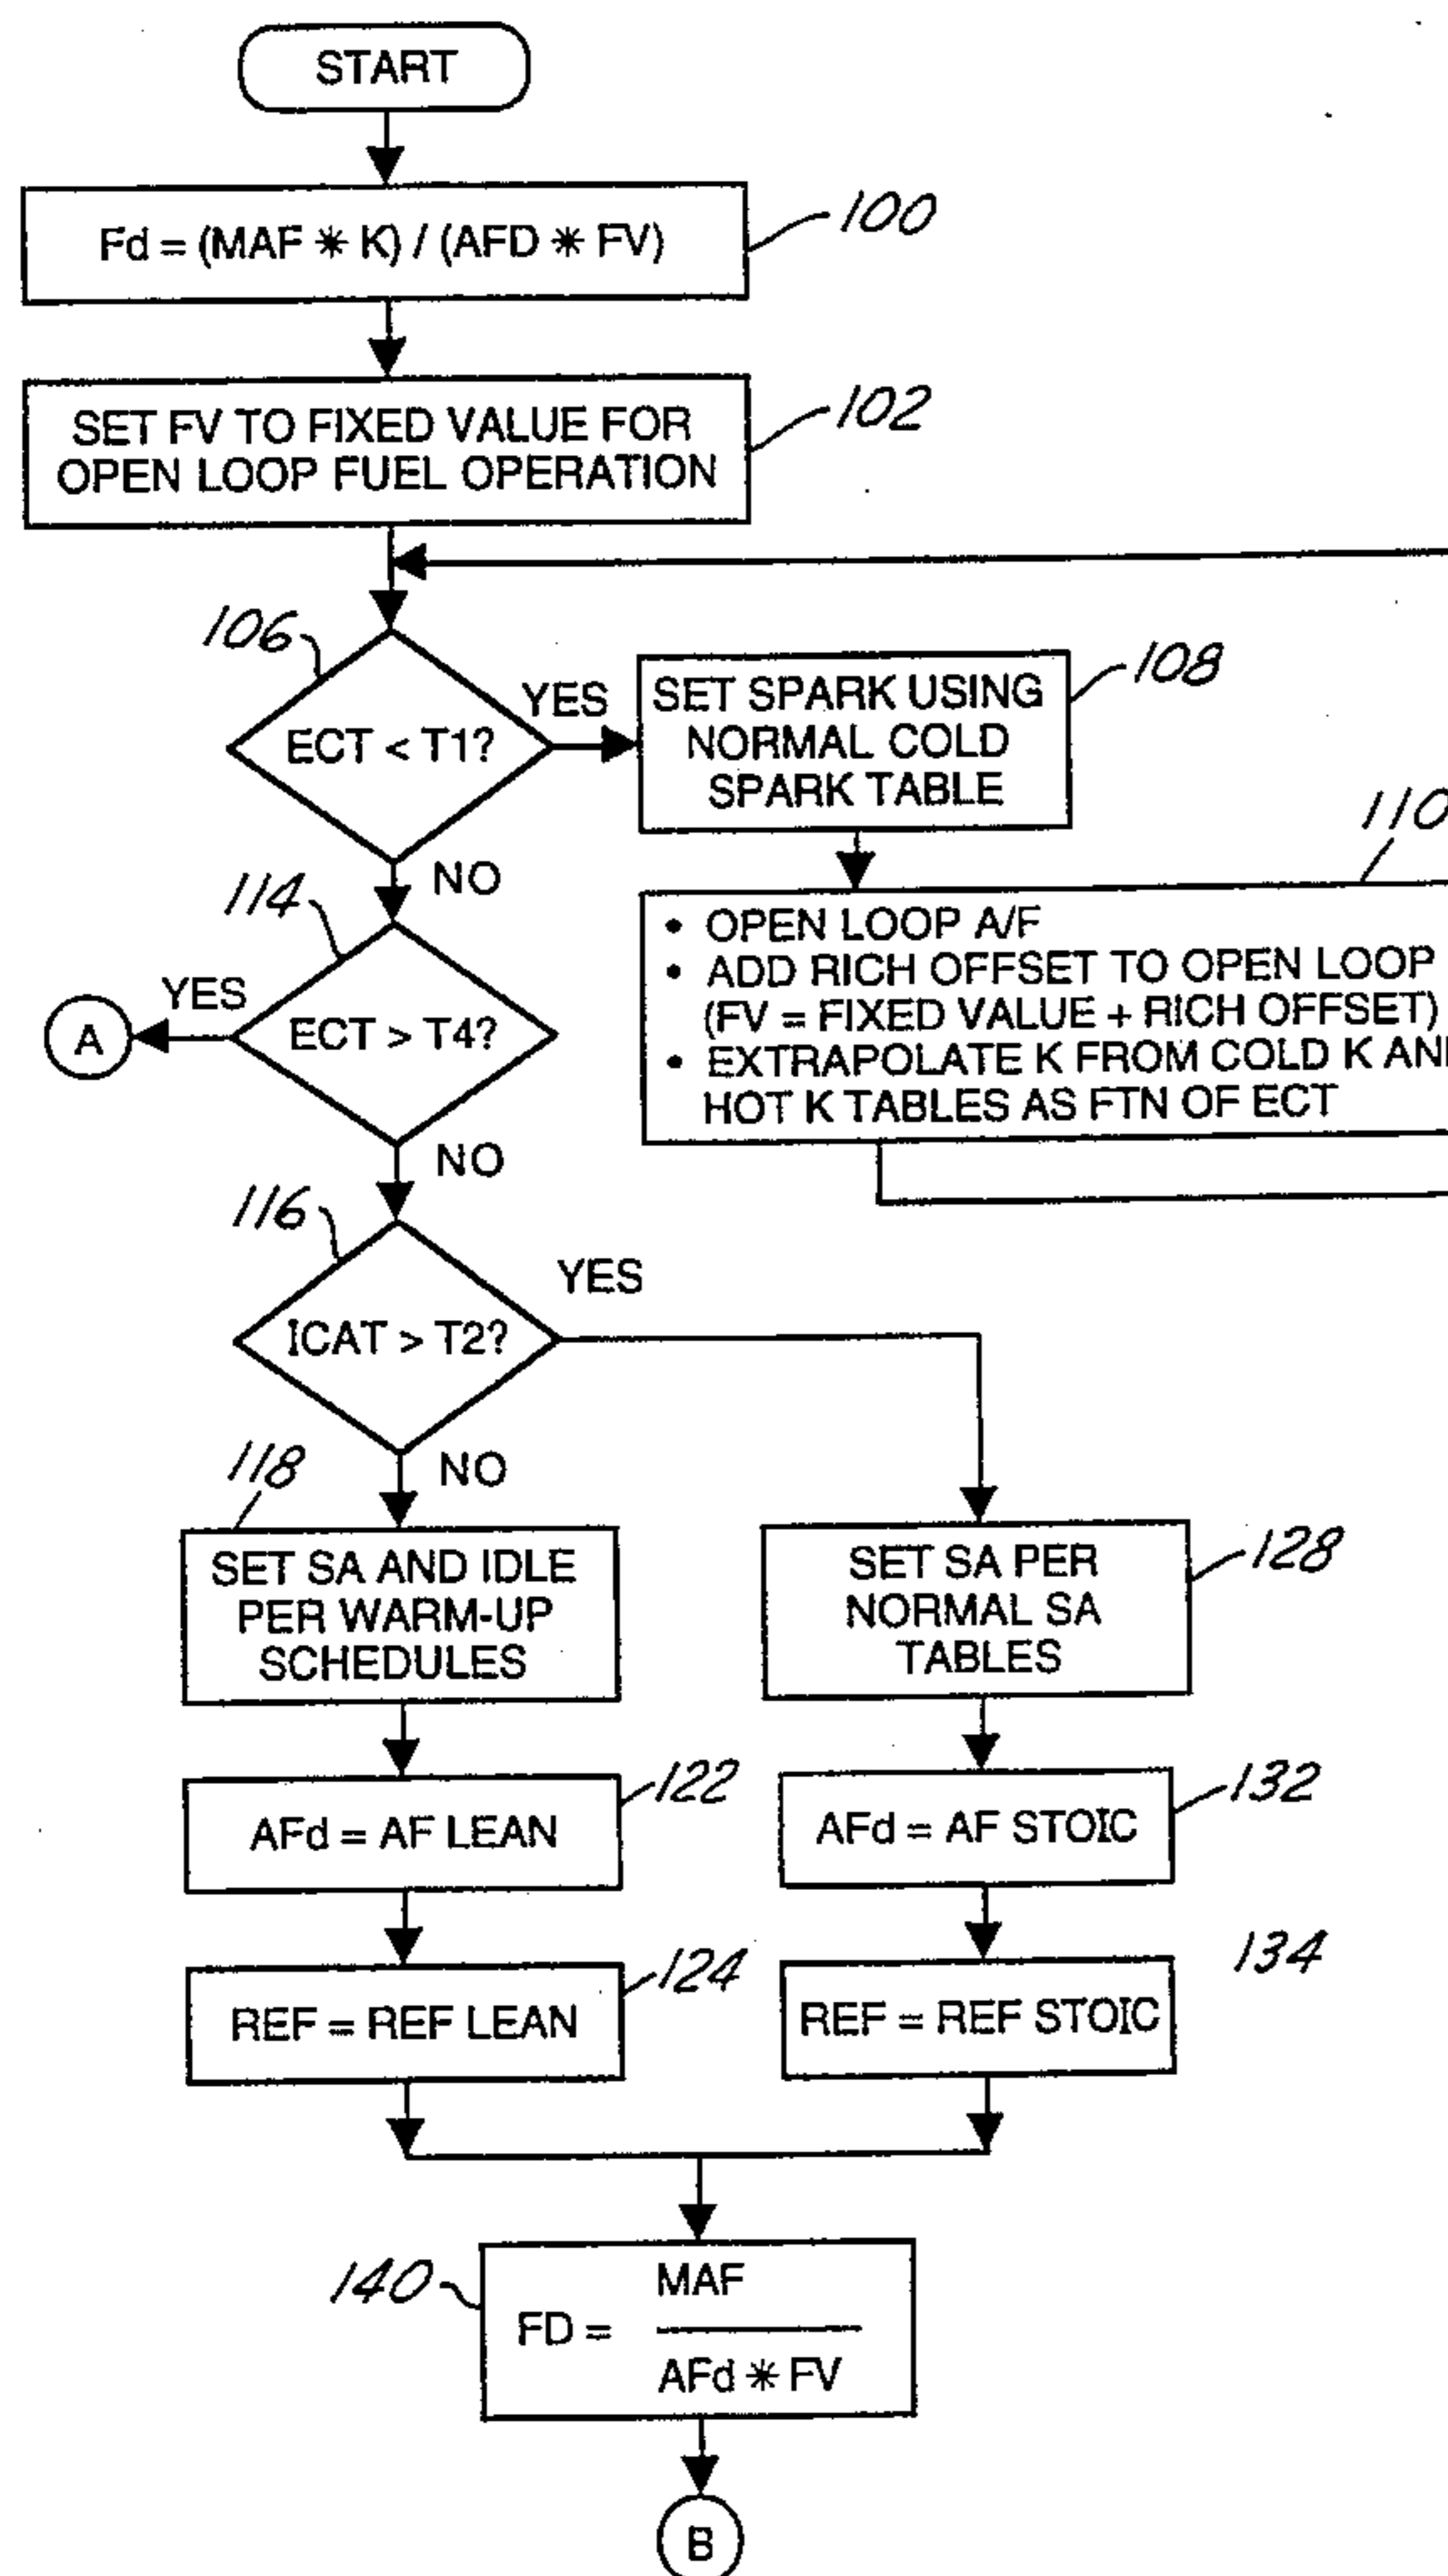 START
Fd = (MAF * K) / (AFD * FV)
100
SET FV TO FIXED VALUE FOR
OPEN LOOP FUEL OPERATION
102
106
ECT < T1?
YES
NO
SET SPARK USING
NORMAL COLD
SPARK TABLE
108
110
• OPEN LOOP A/F
• ADD RICH OFFSET TO OPEN LOOP
(FV = FIXED VALUE + RICH OFFSET)
• EXTRAPOLATE K FROM COLD K AND
HOT K TABLES AS FTN OF ECT
114
ECT > T4?
YES
A
NO
116
ICAT > T2?
YES
NO
118
SET SA AND IDLE
PER WARM-UP
SCHEDULES
SET SA PER
NORMAL SA
TABLES
128
AFd = AF LEAN
122
AFd = AF STOIC
132
REF = REF LEAN
124
REF = REF STOIC
134
140
MAF
FD =
AFd * FV
B